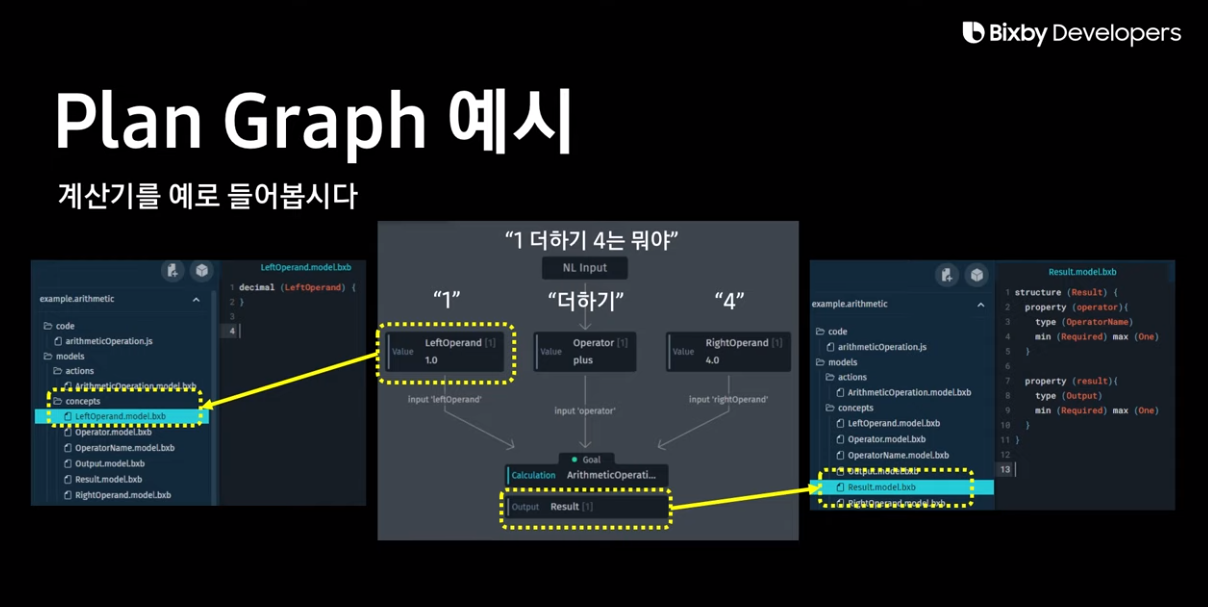 Bixby Developers
Plan Graph 예시
계산기를 예로 들어봅시다
example.arithmetic
code
arithmeticOperation.js
models
actions
ArithmeticOperation.model.bxb
concepts
LeftOperand.model.bxb
Operator.model.bxb
OperatorName.model.bxb
Output.model.bxb
Result.model.bxb
RightOperand.model.bxb
LeftOperand.model.bxb
1 decimal (LeftOperand) {
2 }
3
4
“1 더하기 4는 뭐야”
NL Input
“1” “더하기” “4”
Value LeftOperand [1] 1.0
Value Operator [1] plus
Value RightOperand [1] 4.0
input 'leftOperand' input 'operator' input 'rightOperand'
Goal
Calculation ArithmeticOperati...
Output Result [1]
example.arithmetic
code
arithmeticOperation.js
models
actions
ArithmeticOperation.model.bxb
concepts
LeftOperand.model.bxb
Operator.model.bxb
OperatorName.model.bxb
Output.model.bxb
Result.model.bxb
RightOperand.model.bxb
Result.model.bxb
1 structure (Result) {
2 property (operator){
3 type (OperatorName)
4 min (Required) max (One)
5 }
6
7 property (result){
8 type (Output)
9 min (Required) max (One)
10 }
11 }
12
13